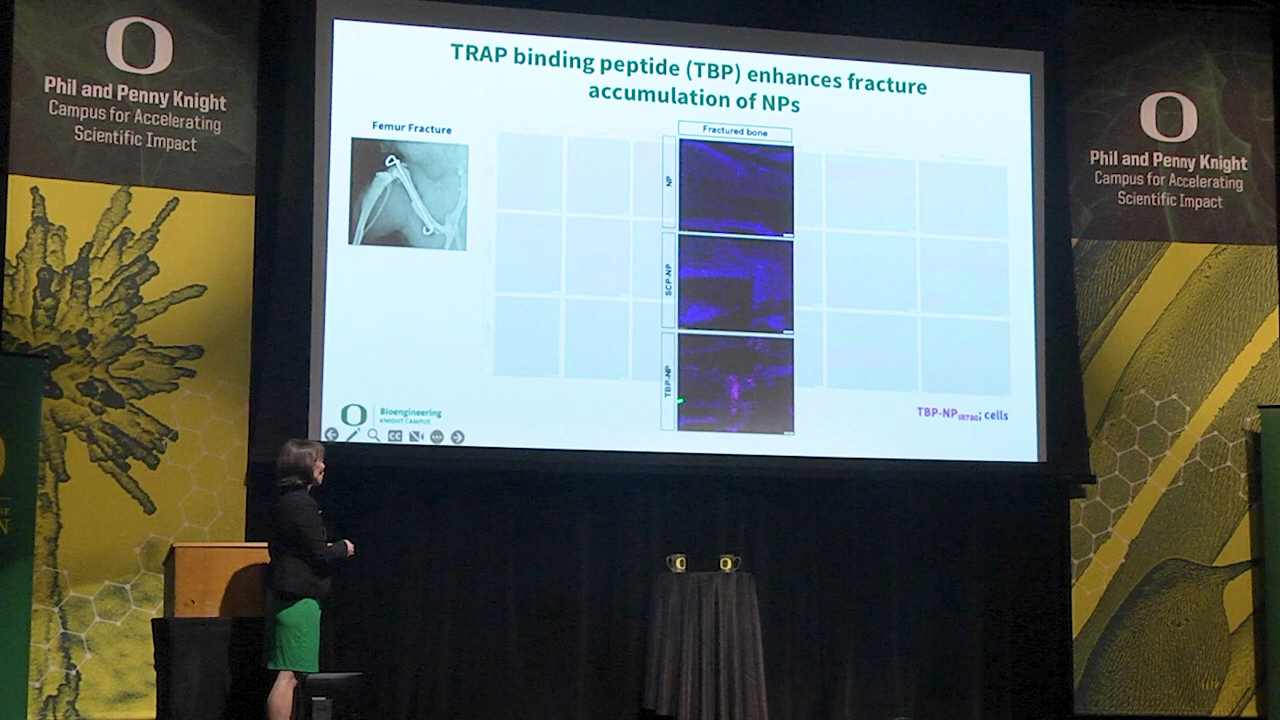 O
Phil and Penny Knight
Campus for Accelerating
Scientific Impact
TRAP binding peptide (TBP) enhances fracture
accumulation of NPs
Femur Fracture
Fractured bone
NP
SCP-NP
TBP-NP
TBP-NP(IR780); cells
O
Bioengineering
KNIGHT CAMPUS
CC
O
Phil and Penny Knight
Campus for Accelerating
Scientific Impact